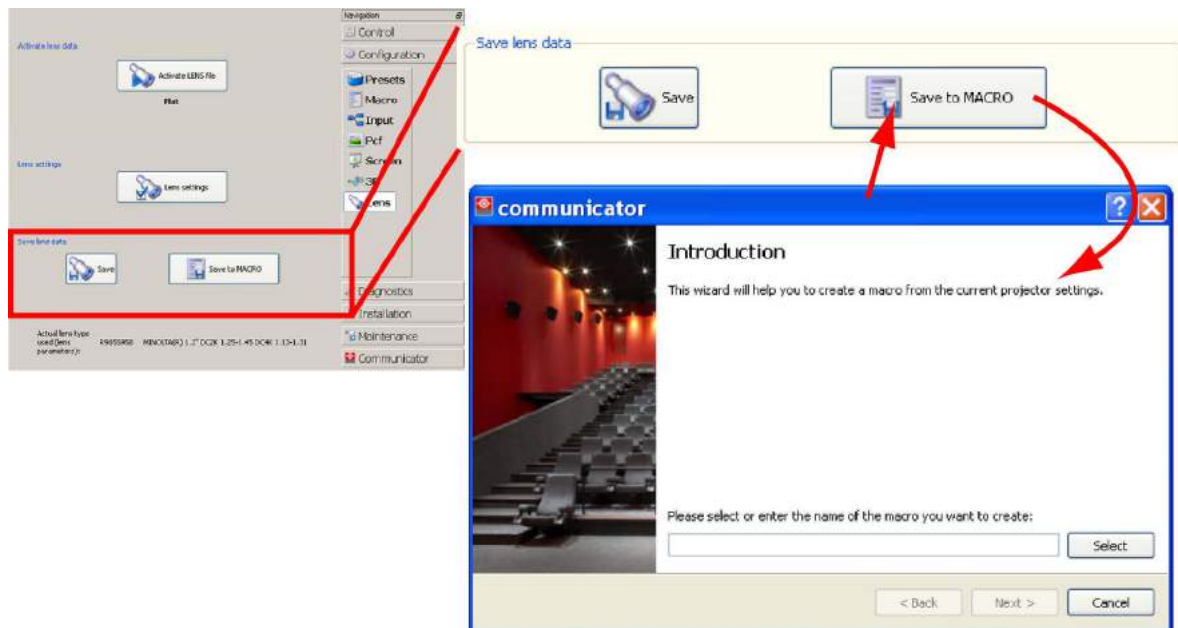 Navigation
Control
Configuration
Presets
Macro
Input
Pcf
Screen
Lens
Diagnostics
Installation
Maintenance
Communicator
Activate lens data
Activate LENS file
Flat
Lens settings
Lens settings
Save lens data
Save
Save to MACRO
Actual lens type
used (lens
parameters):
MINOLTA(R) 1.2" DC2K 1.25-1.45 DC4K 1.13-1.31
Save lens data
Save
Save to MACRO
communicator
Introduction
This wizard will help you to create a macro from the current projector settings.
Please select or enter the name of the macro you want to create:
Select
< Back
Next >
Cancel